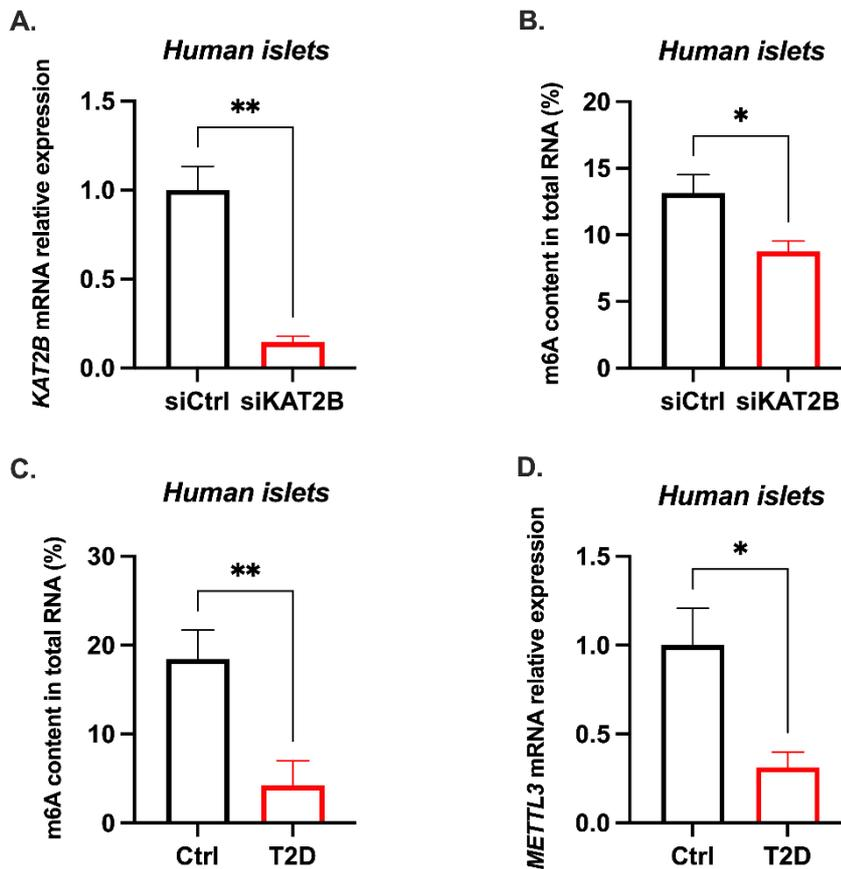 A.
Human islets
KAT2B mRNA relative expression
1.5
1.0
0.5
0.0
**
siCtrl siKAT2B
B.
Human islets
m6A content in total RNA (%)
20
15
10
5
0
*
siCtrl siKAT2B
C.
Human islets
m6A content in total RNA (%)
30
20
10
0
**
Ctrl T2D
D.
Human islets
METTL3 mRNA relative expression
1.5
1.0
0.5
0.0
*
Ctrl T2D